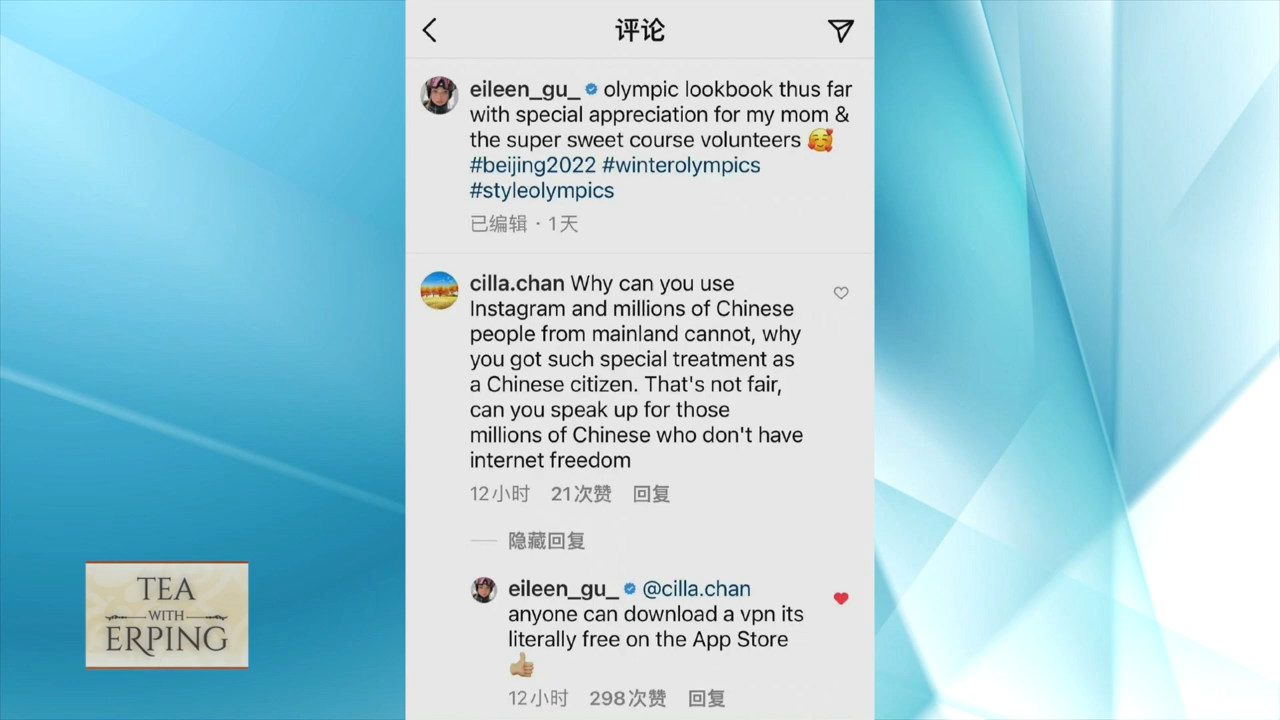 评论
eileen_gu_ olympic lookbook thus far
with special appreciation for my mom &
the super sweet course volunteers 🥰
#beijing2022 #winterolympics
#styleolympics
已编辑 · 1天
cilla.chan Why can you use
Instagram and millions of Chinese
people from mainland cannot, why
you got such special treatment as
a Chinese citizen. That's not fair,
can you speak up for those
millions of Chinese who don't have
internet freedom
12小时 21次赞 回复
隐藏回复
eileen_gu_ @cilla.chan
anyone can download a vpn its
literally free on the App Store
👍🏼
12小时 298次赞 回复
TEA
WITH
ERPING